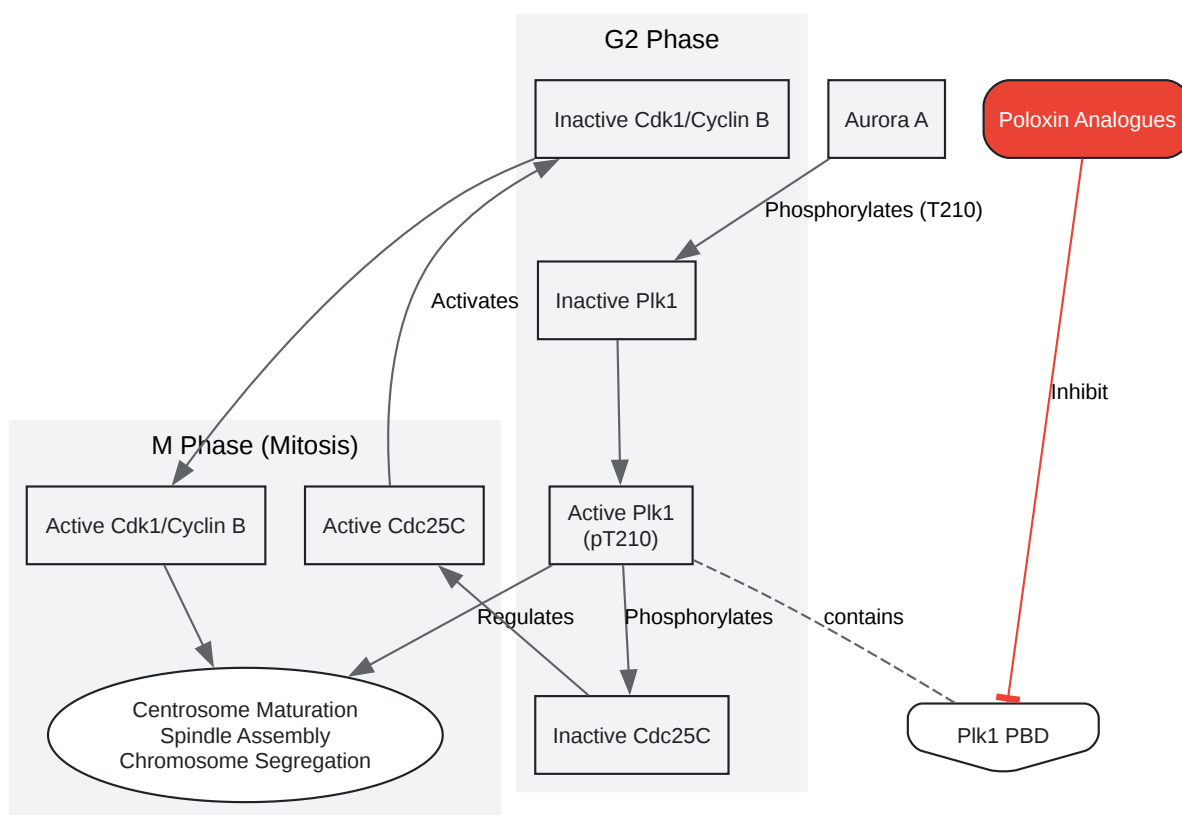 G2 Phase
Inactive Cdk1/Cyclin B
Aurora A
Poloxin Analogues
Phosphorylates (T210)
Inactive Plk1
Activates
Inhibit
M Phase (Mitosis)
Active Cdk1/Cyclin B
Active Cdc25C
Active Plk1
(pT210)
Regulates
Phosphorylates
contains
Centrosome Maturation
Spindle Assembly
Chromosome Segregation
Inactive Cdc25C
Plk1 PBD